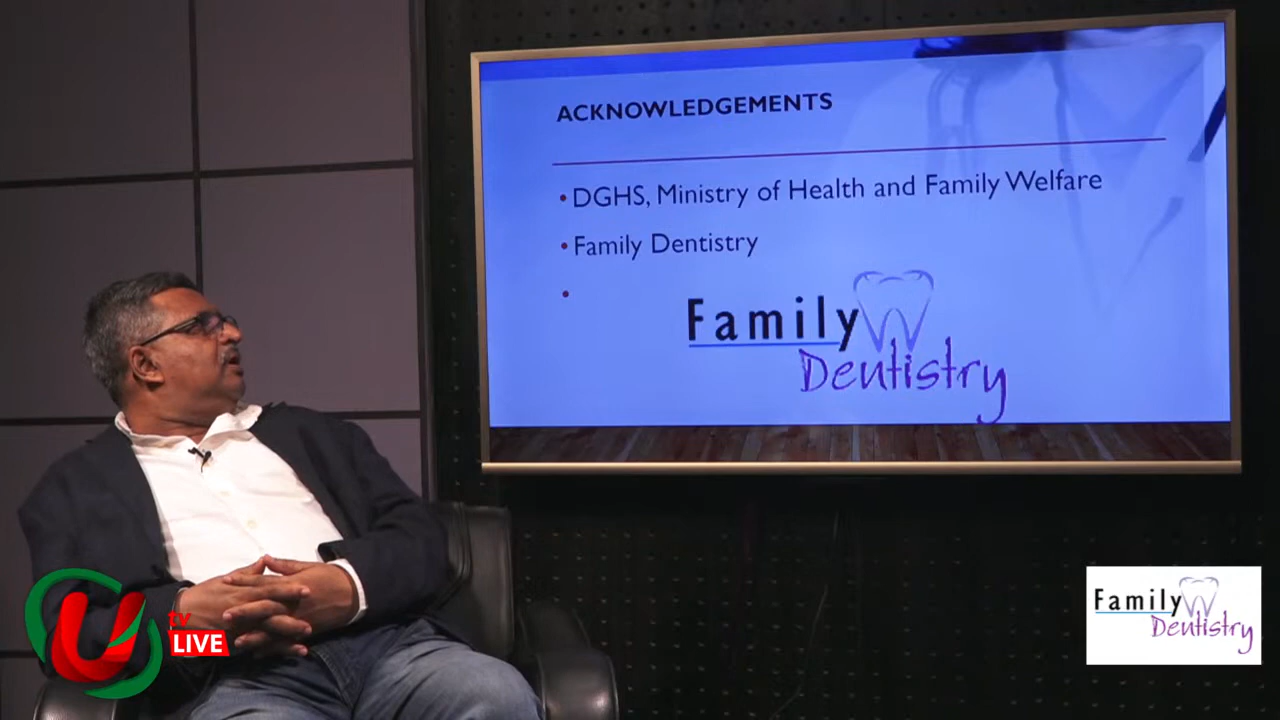 ACKNOWLEDGEMENTS
• DGHS, Ministry of Health and Family Welfare
• Family Dentistry
•
Family
Dentistry
tv
LIVE
Family
Dentistry